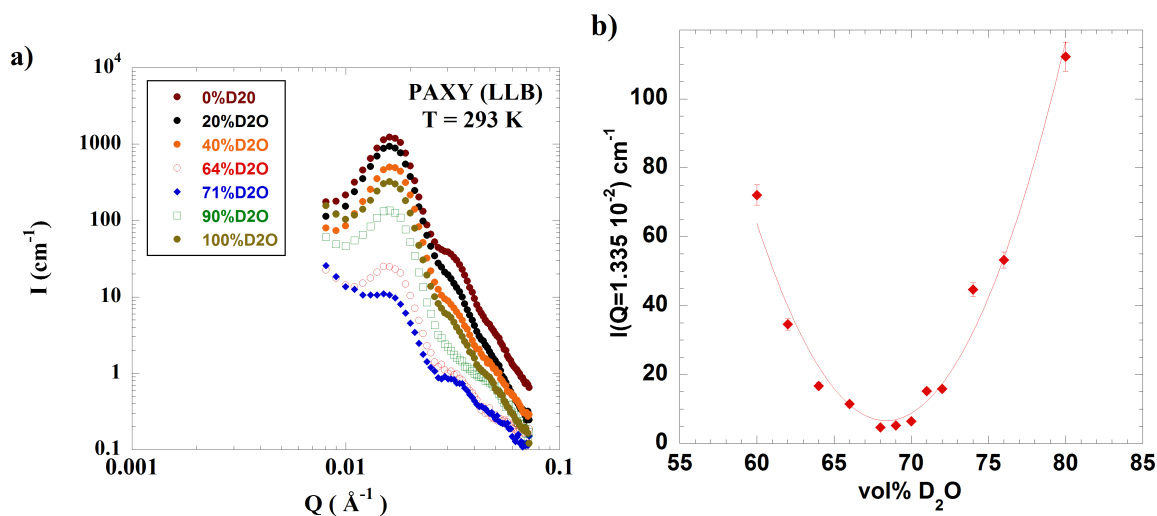 a)
10⁴
1000
100
10
1
0.1
0.001
0.01
0.1
I (cm⁻¹)
Q ( Å⁻¹)
0%D20
20%D2O
40%D2O
64%D2O
71%D2O
90%D2O
100%D2O
PAXY (LLB)
T = 293 K
b)
100
80
60
40
20
0
55
60
65
70
75
80
85
I(Q=1.335 10⁻²) cm⁻¹
vol% D₂O